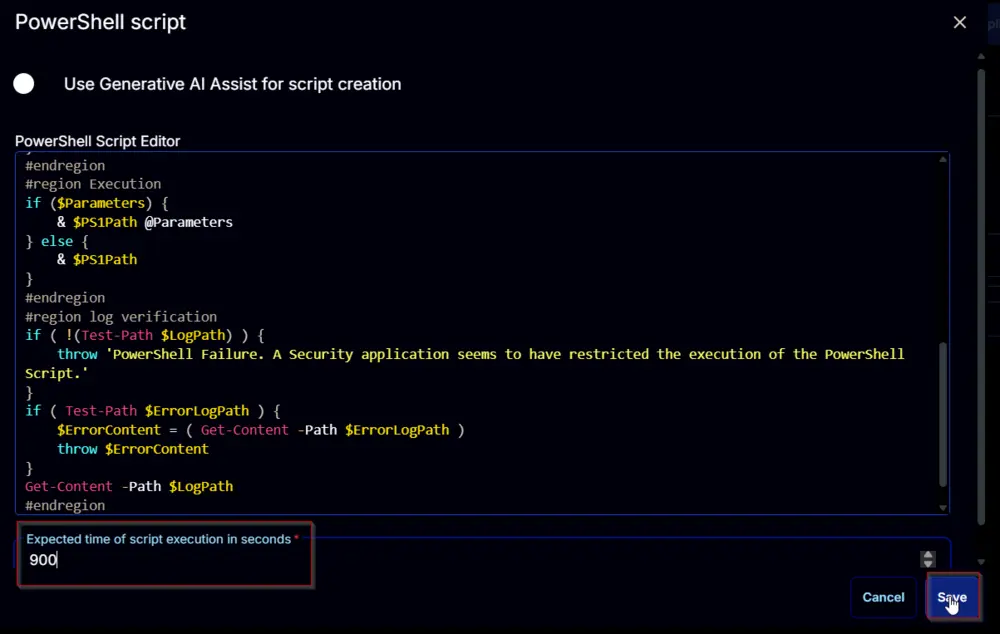 PowerShell script
Use Generative AI Assist for script creation
PowerShell Script Editor
#endregion
#region Execution
if ($Parameters) {
    & $PS1Path @Parameters
} else {
    & $PS1Path
}
#endregion
#region log verification
if ( !(Test-Path $LogPath) ) {
    throw 'PowerShell Failure. A Security application seems to have restricted the execution of the PowerShell
Script.'
}
if ( Test-Path $ErrorLogPath ) {
    $ErrorContent = ( Get-Content -Path $ErrorLogPath )
    throw $ErrorContent
}
Get-Content -Path $LogPath
#endregion
Expected time of script execution in seconds *
900
Cancel
Save